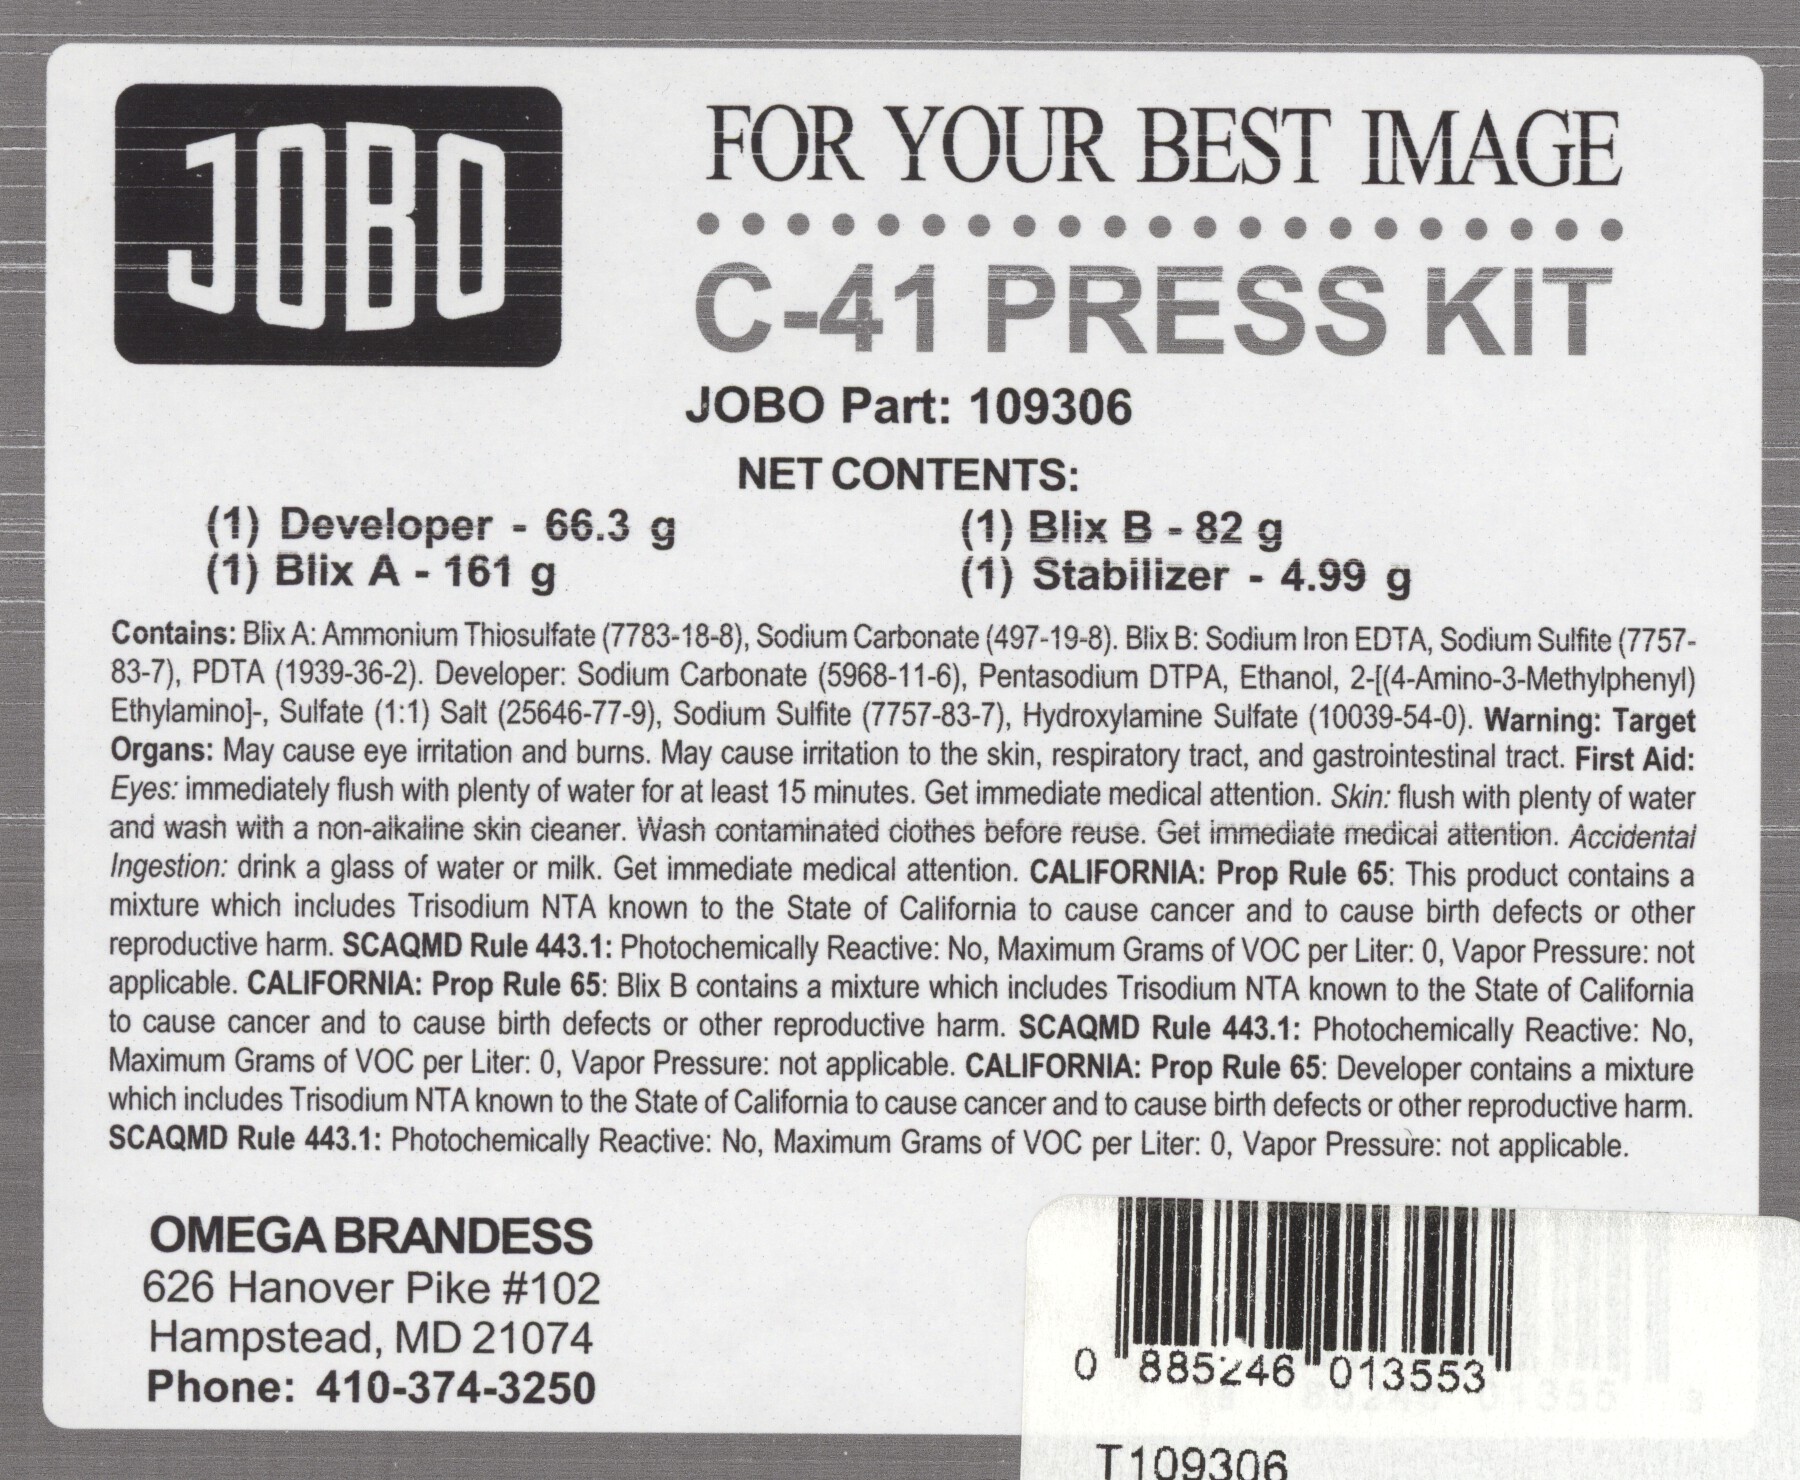 JOBO
FOR YOUR BEST IMAGE
C-41 PRESS KIT
JOBO Part: 109306
NET CONTENTS:
(1) Developer - 66.3 g
(1) Blix B - 82 g
(1) Blix A - 161 g
(1) Stabilizer - 4.99 g
Contains: Blix A: Ammonium Thiosulfate (7783-18-8), Sodium Carbonate (497-19-8). Blix B: Sodium Iron EDTA, Sodium Sulfite (7757-
83-7), PDTA (1939-36-2). Developer: Sodium Carbonate (5968-11-6), Pentasodium DTPA, Ethanol, 2-[(4-Amino-3-Methylphenyl)
Ethylamino]-, Sulfate (1:1) Salt (25646-77-9), Sodium Sulfite (7757-83-7), Hydroxylamine Sulfate (10039-54-0). Warning: Target
Organs: May cause eye irritation and burns. May cause irritation to the skin, respiratory tract, and gastrointestinal tract. First Aid:
Eyes: immediately flush with plenty of water for at least 15 minutes. Get immediate medical attention. Skin: flush with plenty of water
and wash with a non-alkaline skin cleaner. Wash contaminated clothes before reuse. Get immediate medical attention. Accidental
Ingestion: drink a glass of water or milk. Get immediate medical attention. CALIFORNIA: Prop Rule 65: This product contains a
mixture which includes Trisodium NTA known to the State of California to cause cancer and to cause birth defects or other
reproductive harm. SCAQMD Rule 443.1: Photochemically Reactive: No, Maximum Grams of VOC per Liter: 0, Vapor Pressure: not
applicable. CALIFORNIA: Prop Rule 65: Blix B contains a mixture which includes Trisodium NTA known to the State of California
to cause cancer and to cause birth defects or other reproductive harm. SCAQMD Rule 443.1: Photochemically Reactive: No,
Maximum Grams of VOC per Liter: 0, Vapor Pressure: not applicable. CALIFORNIA: Prop Rule 65: Developer contains a mixture
which includes Trisodium NTA known to the State of California to cause cancer and to cause birth defects or other reproductive harm.
SCAQMD Rule 443.1: Photochemically Reactive: No, Maximum Grams of VOC per Liter: 0, Vapor Pressure: not applicable.
OMEGA BRANDESS
626 Hanover Pike #102
Hampstead, MD 21074
Phone: 410-374-3250
0 885246 013553
T109306